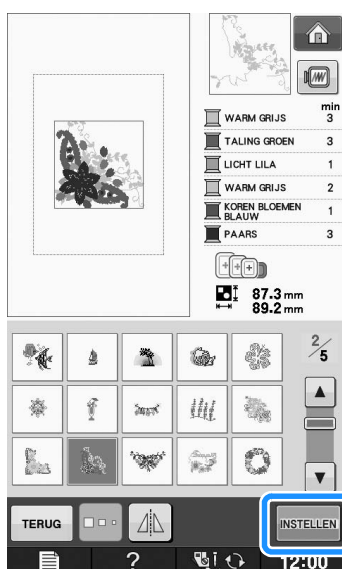 min
WARM GRIJS 3
TALING GROEN 3
LICHT LILA 1
WARM GRIJS 2
KOREN BLOEMEN
BLAUW 1
PAARS 3
87.3 mm
89.2 mm
2/5
TERUG
INSTELLEN
?
12:00